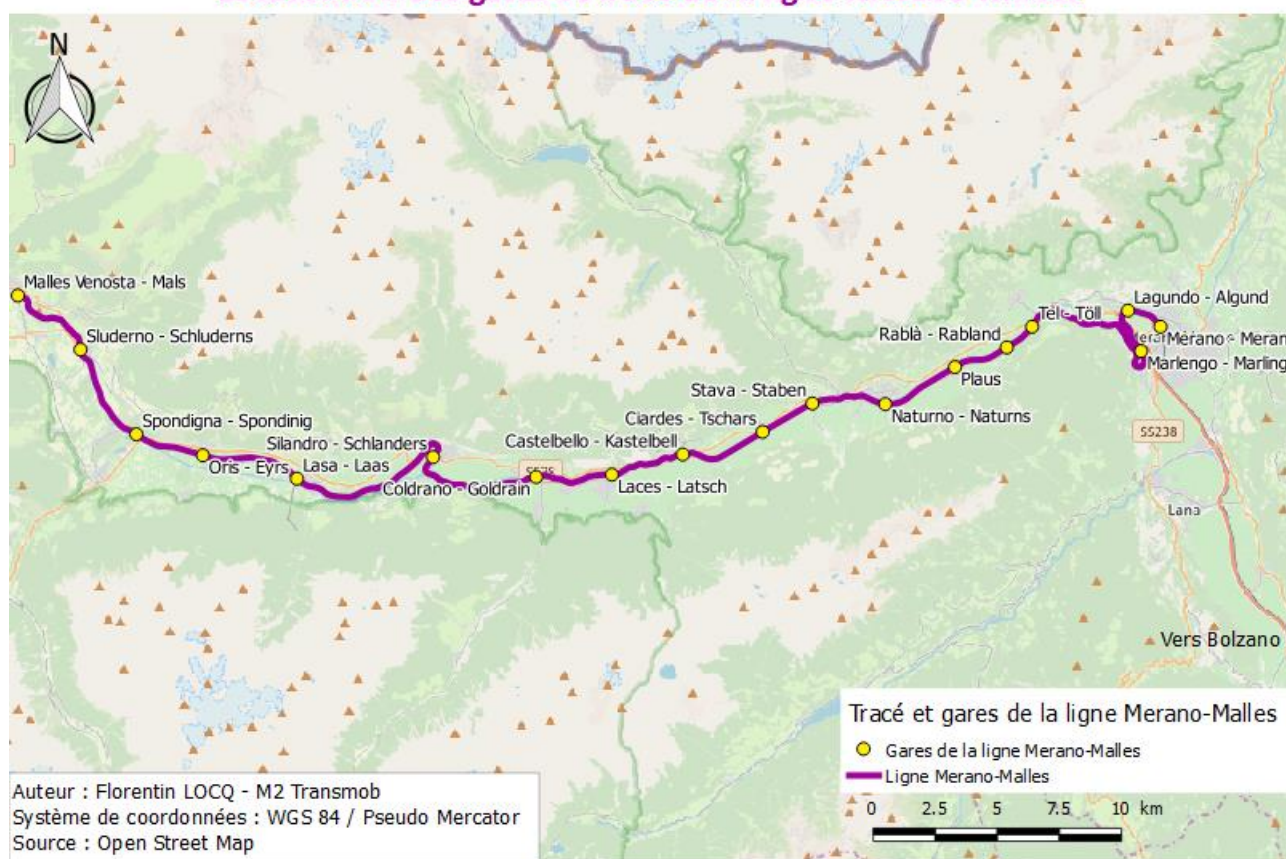 N
Malles Venosta - Mals
Sluderno - Schluderns
Spondigna - Spondinig
Oris - Eyrs
Lasa - Laas
Silandro - Schlanders
Coldrano - Goldrain
Castelbello - Kastelbell
Laces - Latsch
Ciardes - Tschars
Stava - Staben
Naturno - Naturns
Plaus
Rablà - Rabland
Tèl - Töll
Lagundo - Algund
Merano - Meran
Marlengo - Marling
SS238
Lana
Vers Bolzano
Tracé et gares de la ligne Merano-Malles
Gares de la ligne Merano-Malles
Ligne Merano-Malles
0 2.5 5 7.5 10 km
Auteur : Florentin LOCQ - M2 Transmob
Système de coordonnées : WGS 84 / Pseudo Mercator
Source : Open Street Map